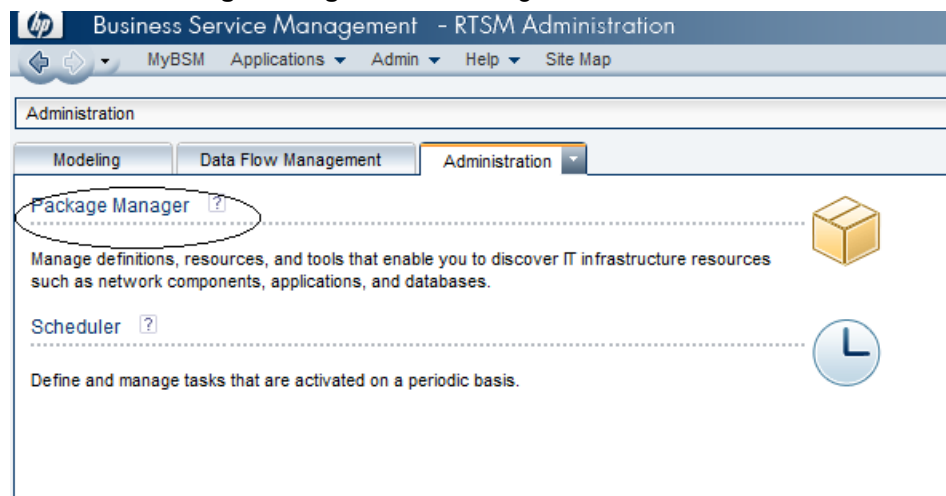 hp Business Service Management - RTSM Administration
MyBSM Applications Admin Help Site Map
Administration
Modeling Data Flow Management Administration
Package Manager ?
Manage definitions, resources, and tools that enable you to discover IT infrastructure resources
such as network components, applications, and databases.
Scheduler ?
Define and manage tasks that are activated on a periodic basis.